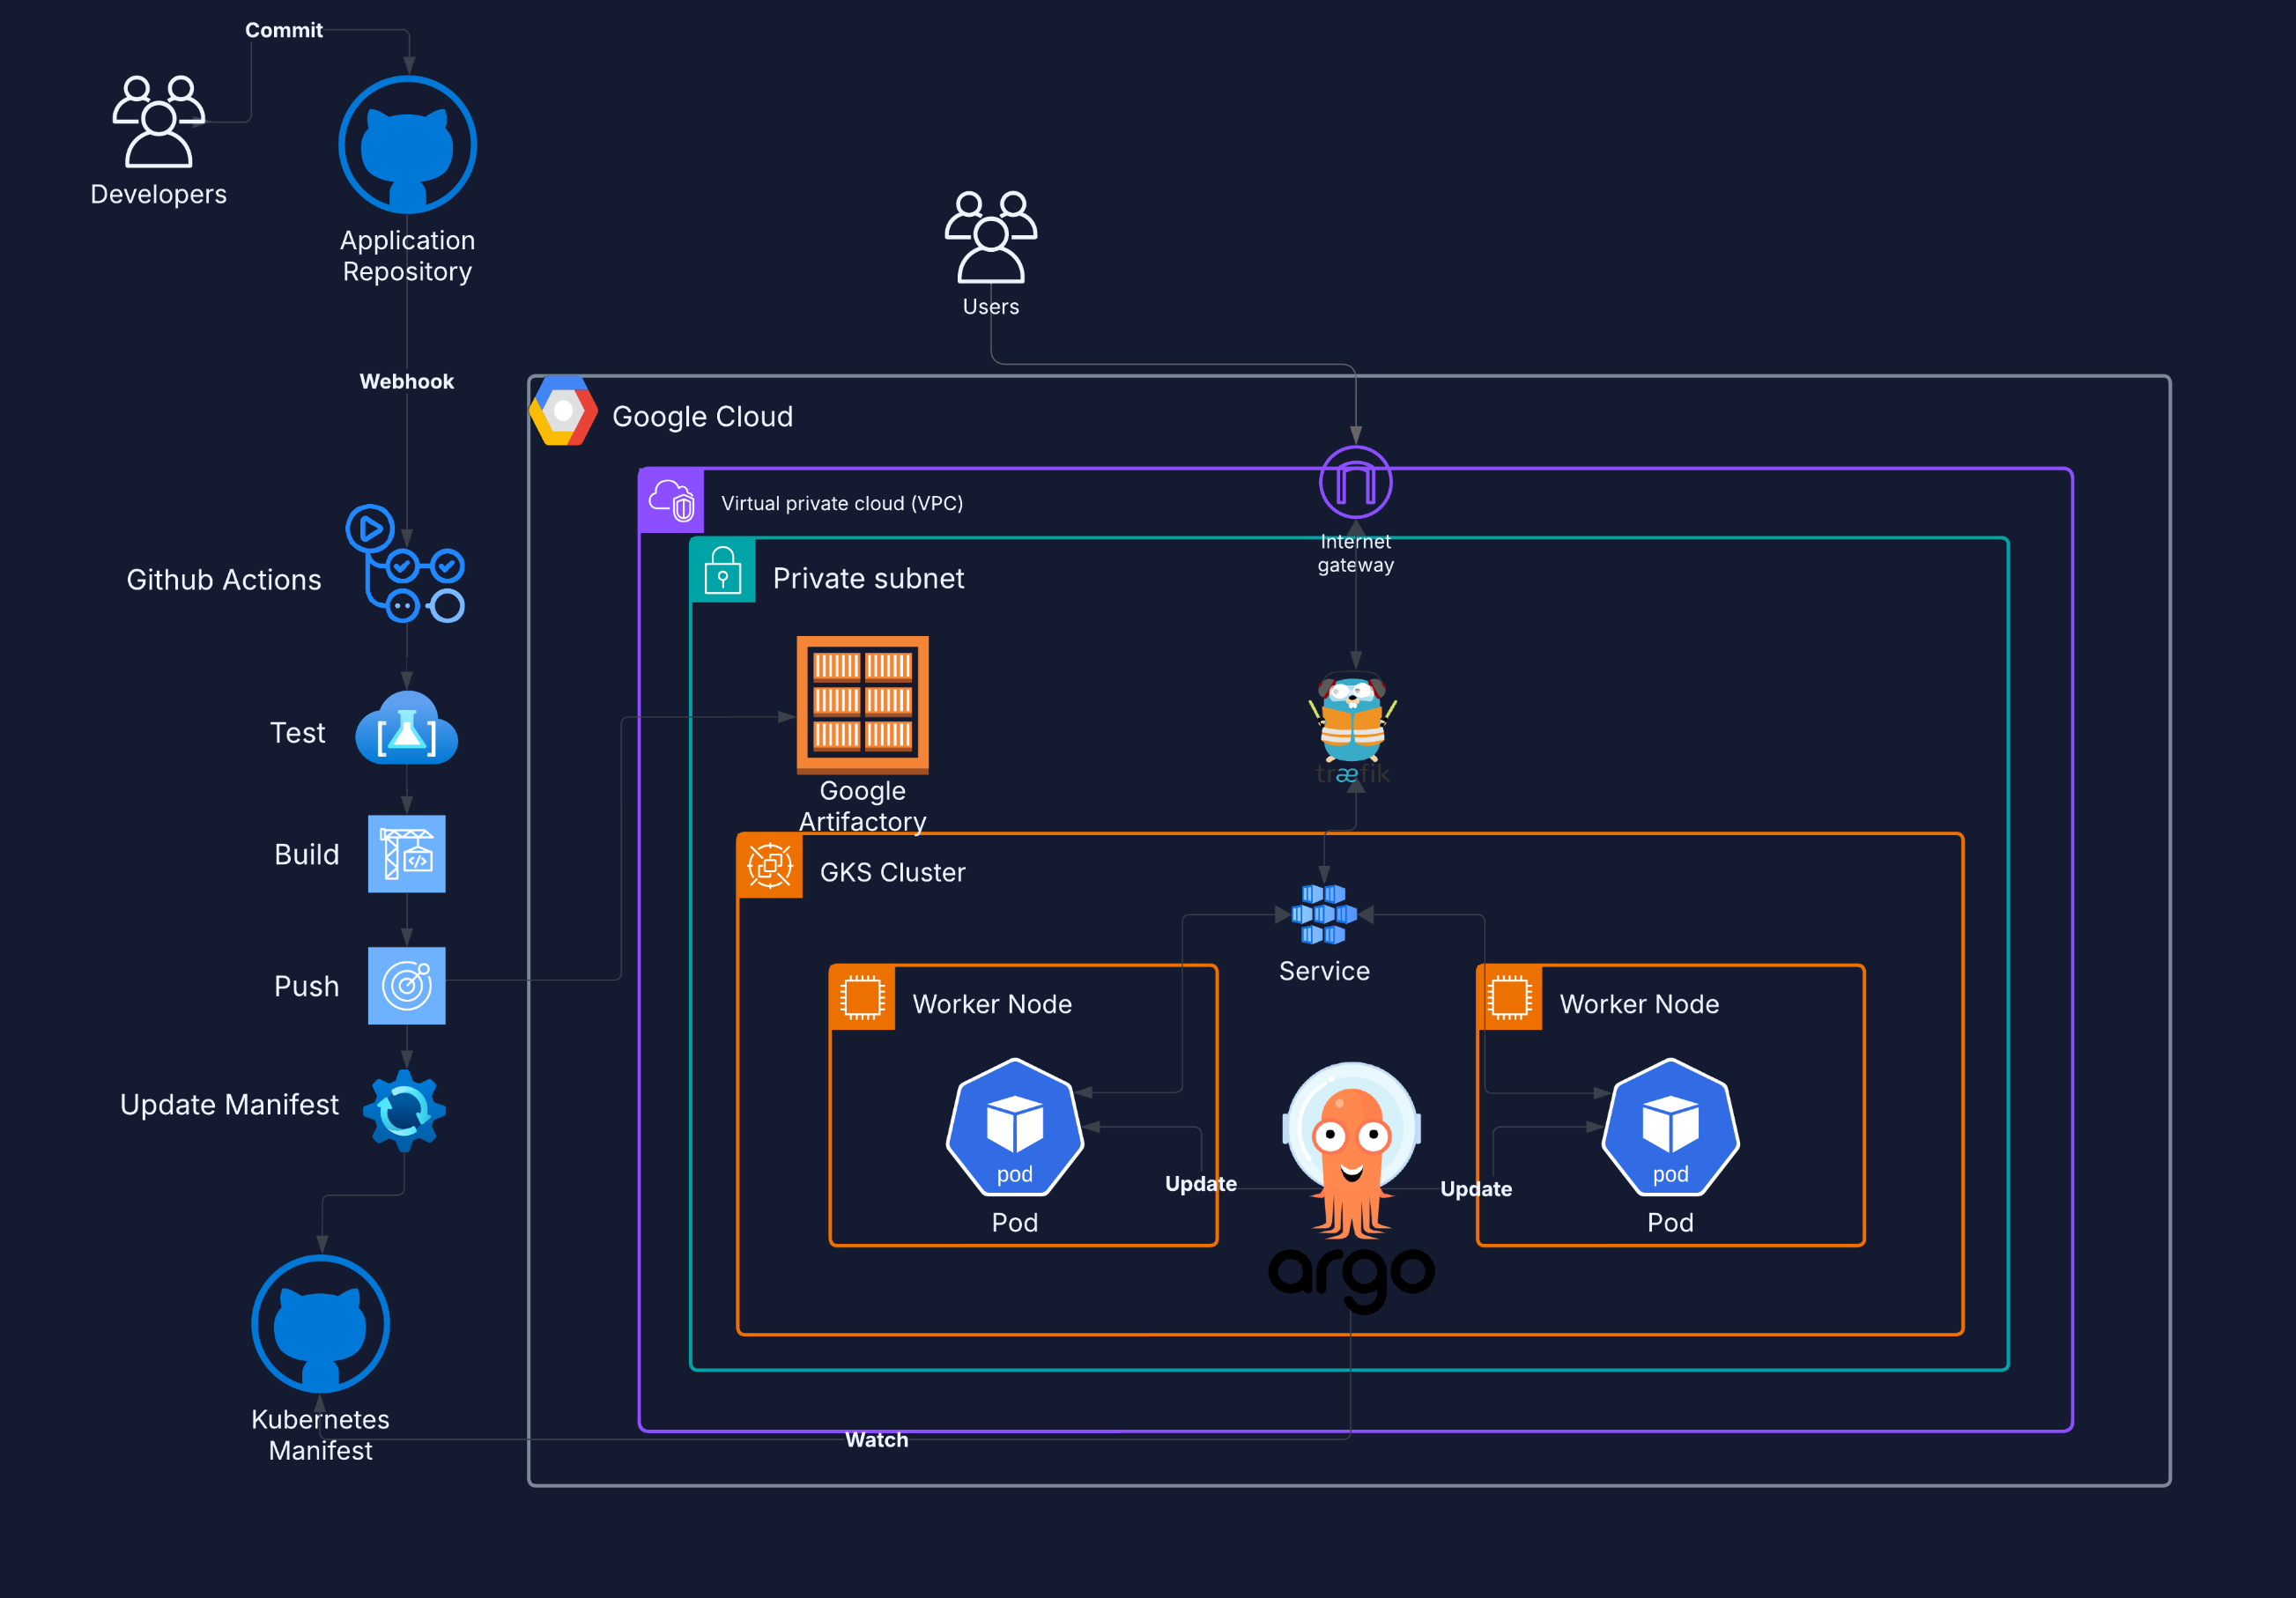 Commit
Developers
Application
Repository
Users
Webhook
Google Cloud
Virtual private cloud (VPC)
Internet
gateway
Private subnet
Github Actions
Test
træfik
Google
Artifactory
Build
GKS Cluster
Service
Push
Worker Node
Worker Node
Update Manifest
pod
Pod
Update
Update
pod
Pod
argo
Kubernetes
Manifest
Watch